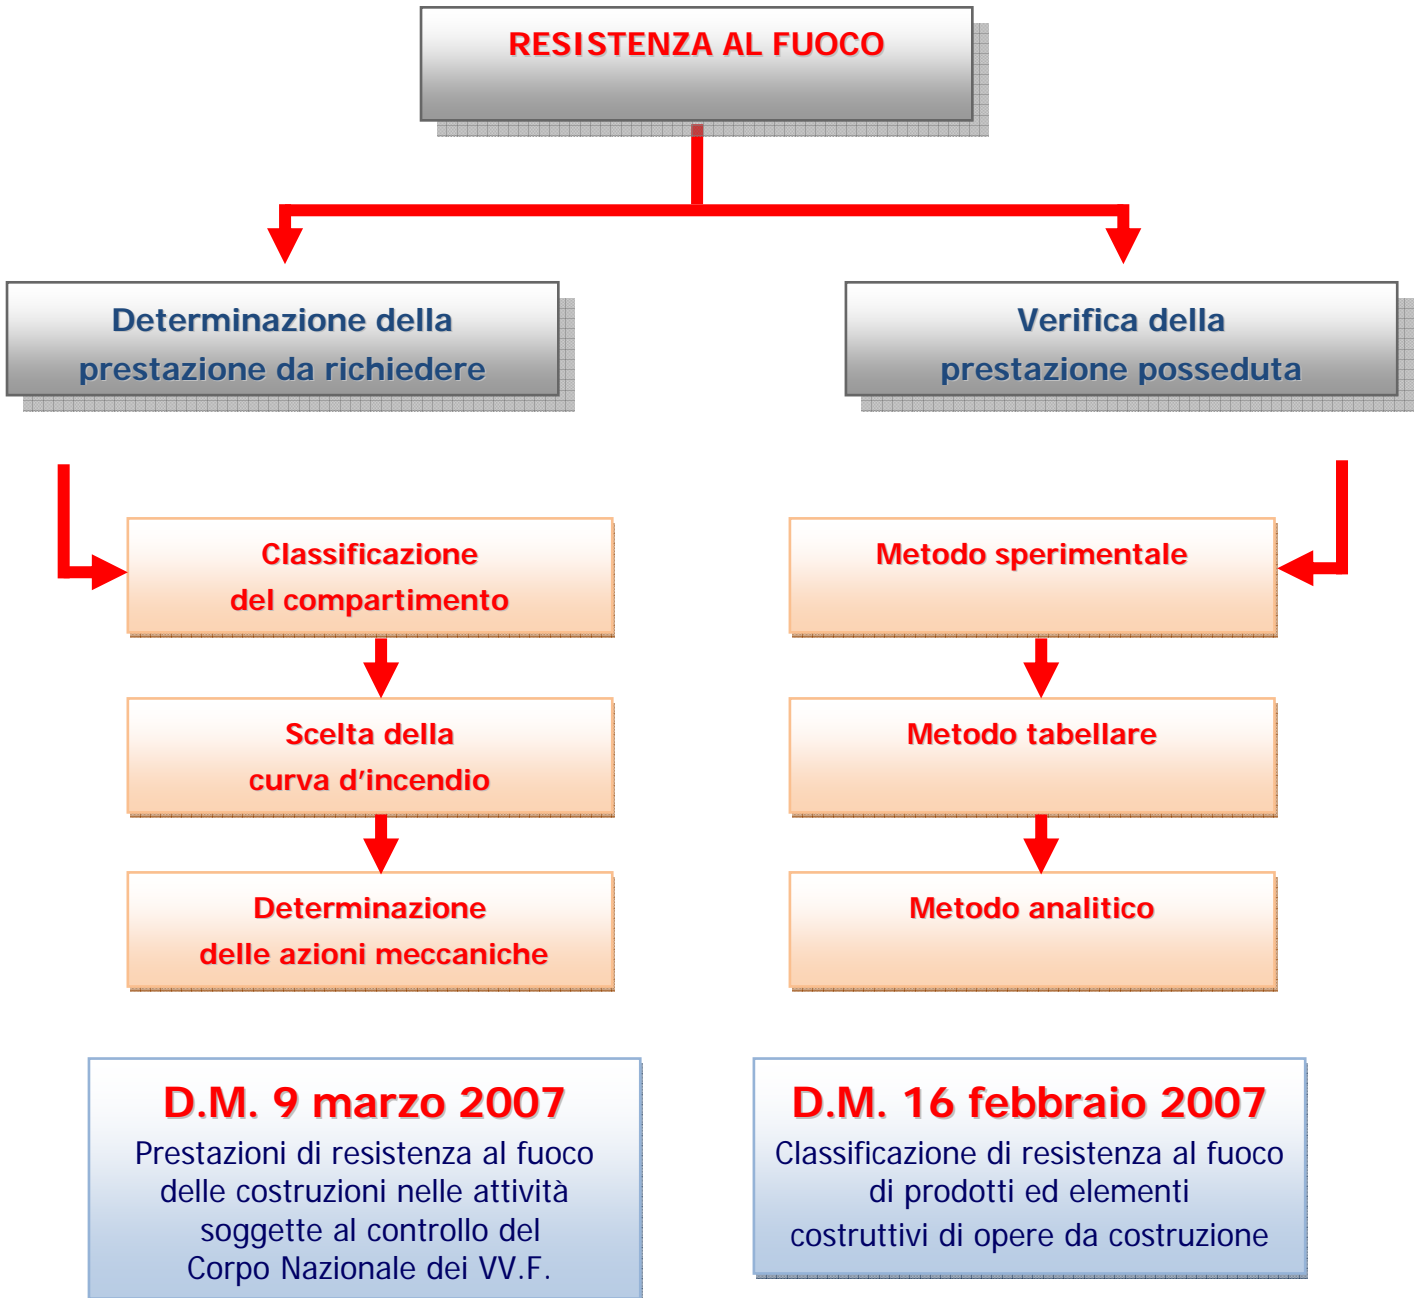 RESISTENZA AL FUOCO
Determinazione della
prestazione da richiedere
Verifica della
prestazione posseduta
Classificazione
del compartimento
Scelta della
curva d'incendio
Determinazione
delle azioni meccaniche
Metodo sperimentale
Metodo tabellare
Metodo analitico
D.M. 9 marzo 2007
Prestazioni di resistenza al fuoco
delle costruzioni nelle attività
soggette al controllo del
Corpo Nazionale dei VV.F.
D.M. 16 febbraio 2007
Classificazione di resistenza al fuoco
di prodotti ed elementi
costruttivi di opere da costruzione